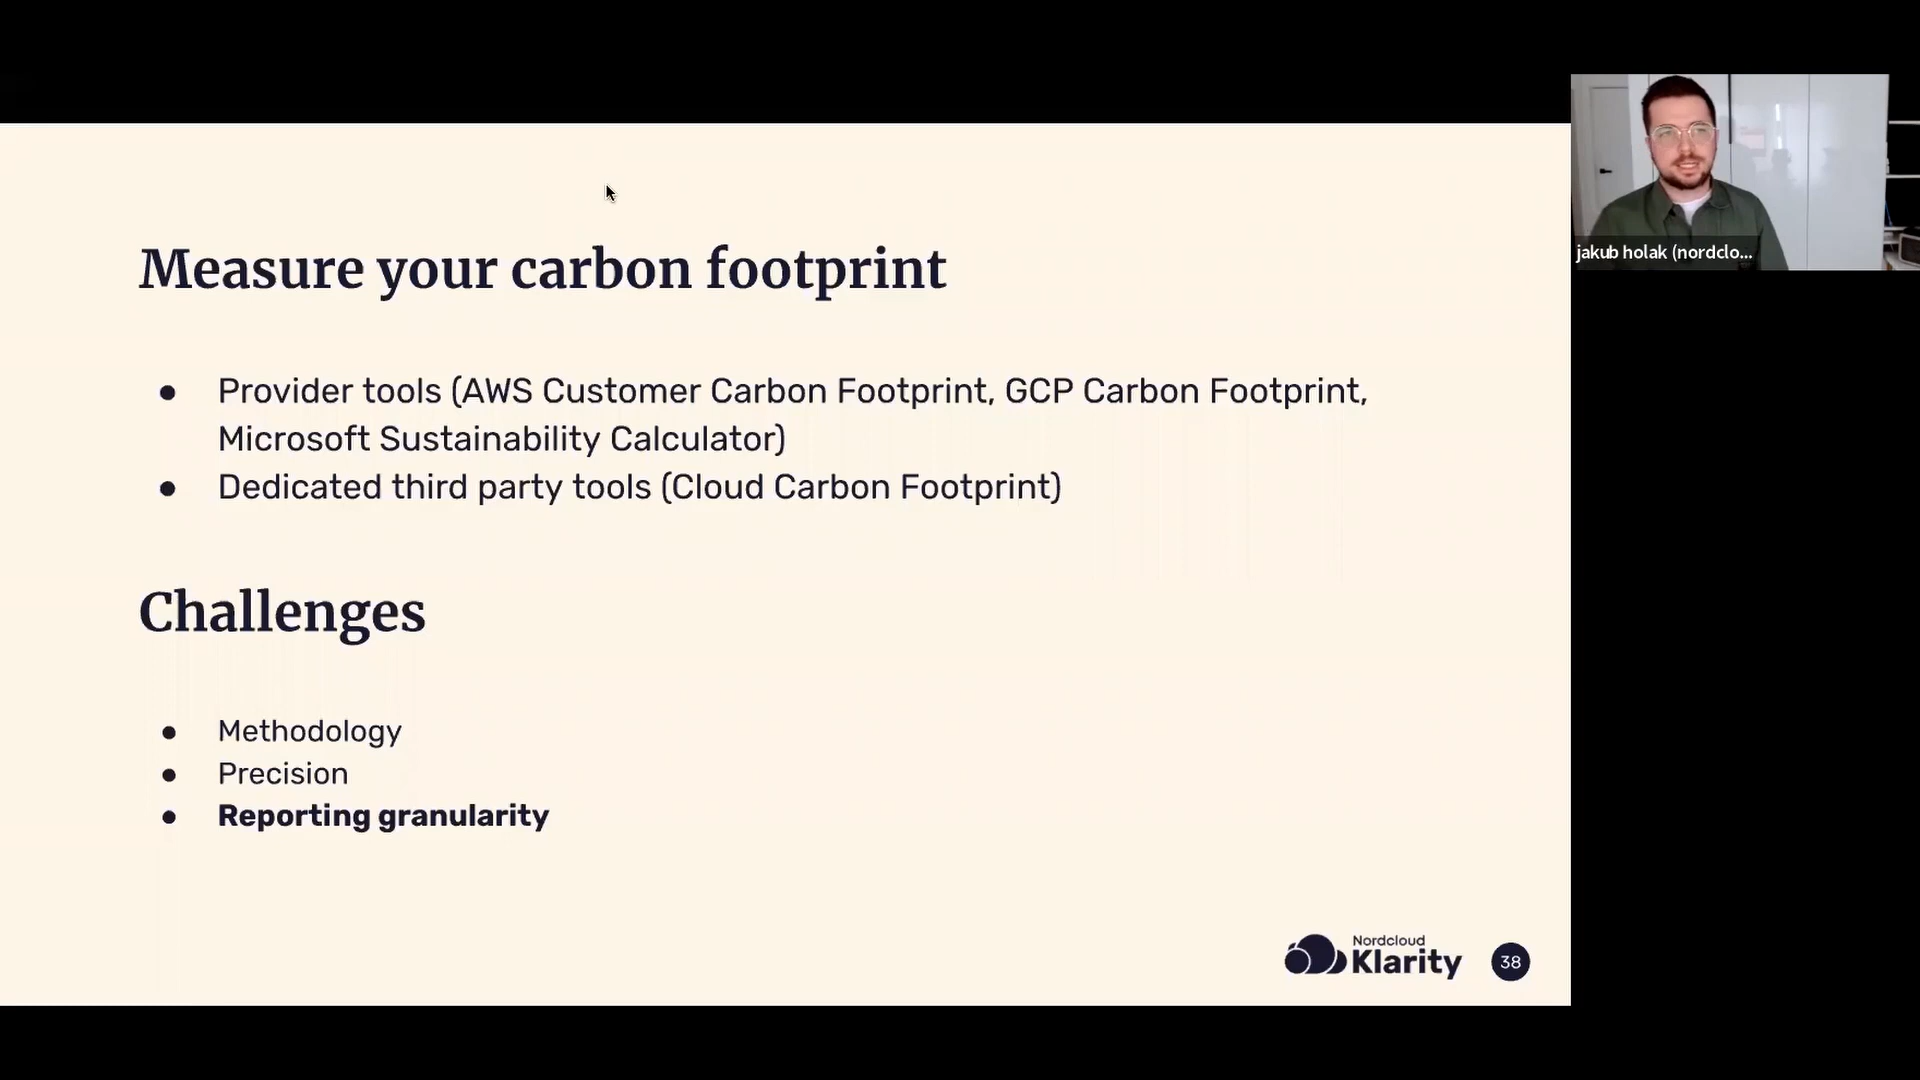 Measure your carbon footprint
● Provider tools (AWS Customer Carbon Footprint, GCP Carbon Footprint,
Microsoft Sustainability Calculator)
● Dedicated third party tools (Cloud Carbon Footprint)
Challenges
● Methodology
● Precision
● Reporting granularity
Nordcloud
Klarity
38
jakub holak (nordclo...